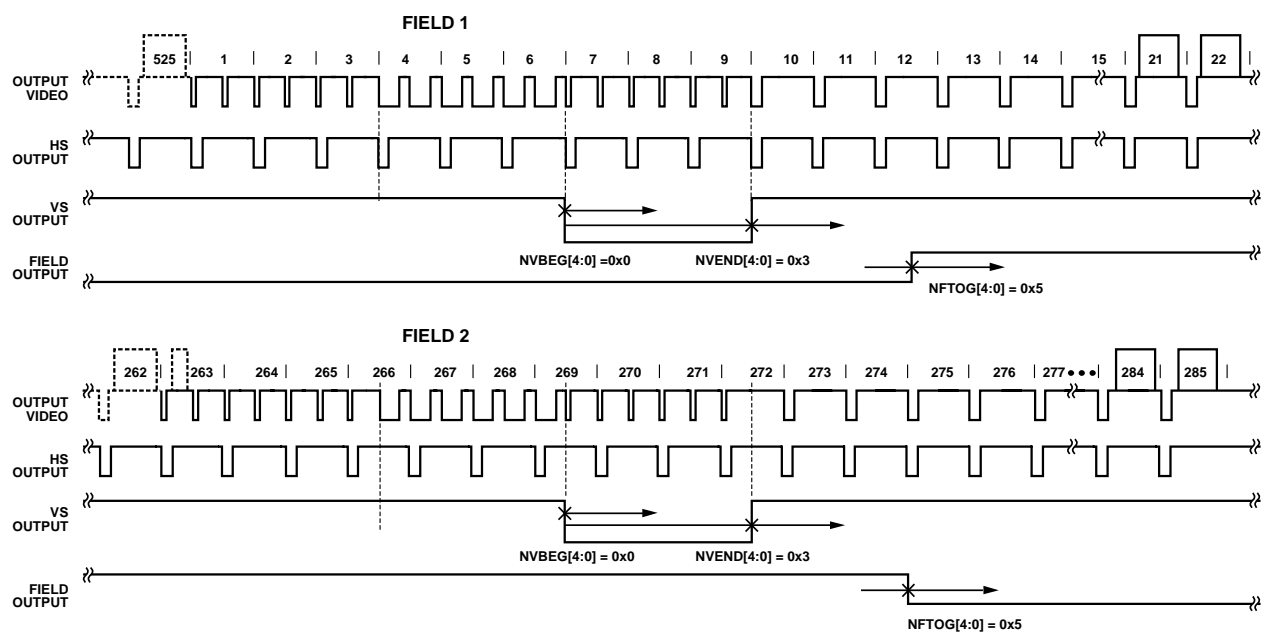 FIELD 1
525 1 2 3 4 5 6 7 8 9 10 11 12 13 14 15 21 22
OUTPUT
VIDEO
HS
OUTPUT
VS
OUTPUT
NVBEG[4:0] =0x0 NVEND[4:0] = 0x3
FIELD
OUTPUT
NFTOG[4:0] = 0x5
FIELD 2
262 263 264 265 266 267 268 269 270 271 272 273 274 275 276 277 284 285
OUTPUT
VIDEO
HS
OUTPUT
VS
OUTPUT
NVBEG[4:0] = 0x0 NVEND[4:0] = 0x3
FIELD
OUTPUT
NFTOG[4:0] = 0x5